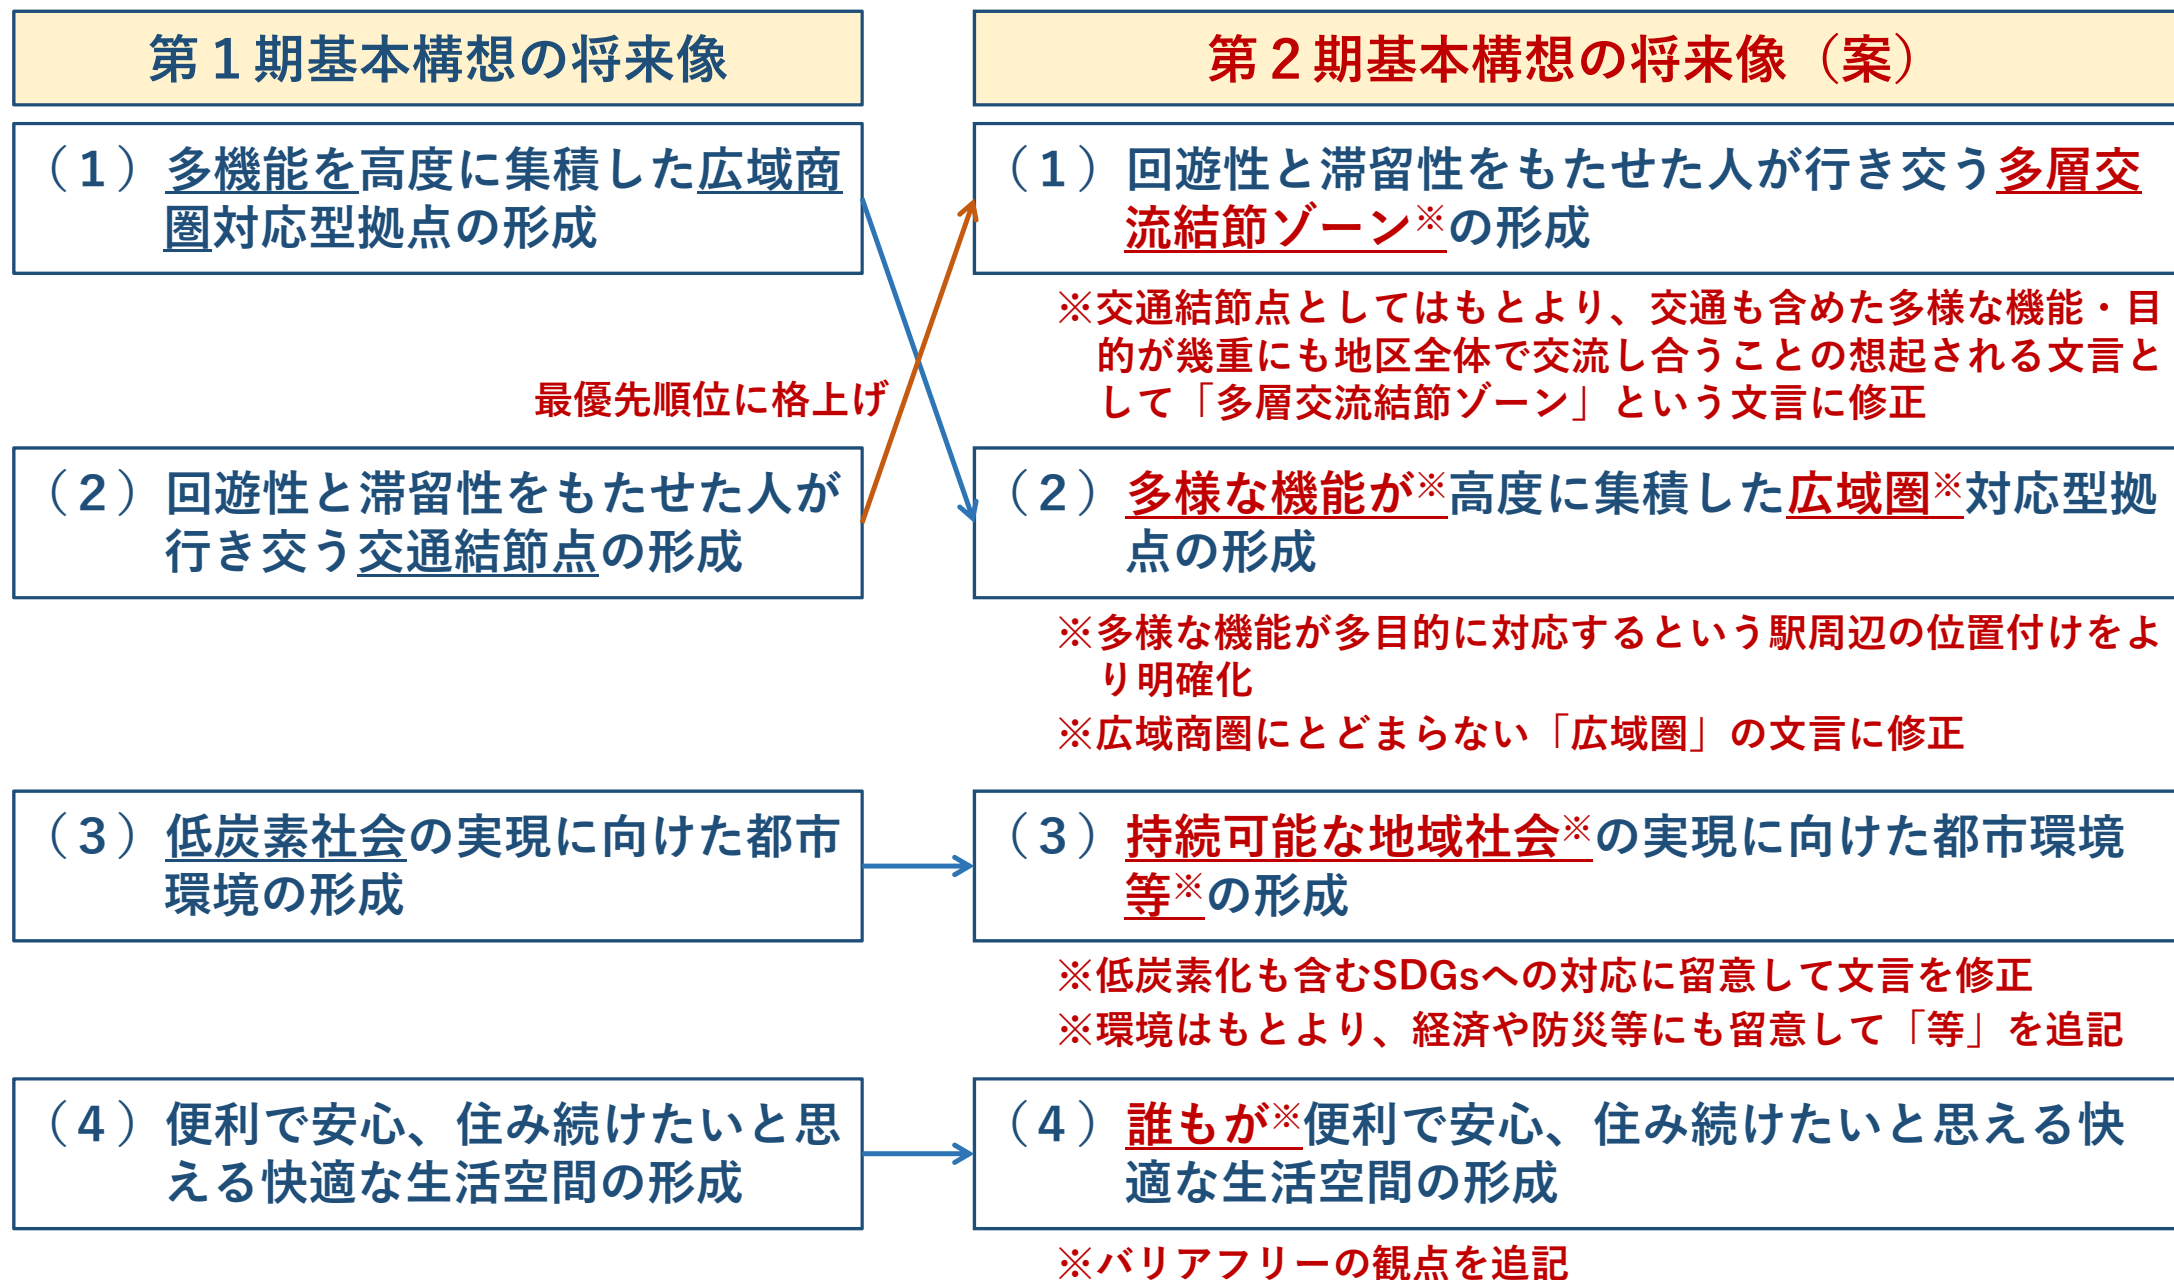 第１期基本構想の将来像
（１）多機能を高度に集積した広域商
圏対応型拠点の形成
最優先順位に格上げ
（２）回遊性と滞留性をもたせた人が
行き交う交通結節点の形成
（３）低炭素社会の実現に向けた都市
環境の形成
（４）便利で安心、住み続けたいと思
える快適な生活空間の形成
第２期基本構想の将来像（案）
（１）回遊性と滞留性をもたせた人が行き交う多層交
流結節ゾーン※の形成
※交通結節点としてはもとより、交通も含めた多様な機能・目
的が幾重にも地区全体で交流し合うことの想起される文言と
して「多層交流結節ゾーン」という文言に修正
（２）多様な機能が※高度に集積した広域圏※対応型拠
点の形成
※多様な機能が多目的に対応するという駅周辺の位置付けをよ
り明確化
※広域商圏にとどまらない「広域圏」の文言に修正
（３）持続可能な地域社会※の実現に向けた都市環境
等※の形成
※低炭素化も含むSDGsへの対応に留意して文言を修正
※環境はもとより、経済や防災等にも留意して「等」を追記
（４）誰もが※便利で安心、住み続けたいと思える快
適な生活空間の形成
※バリアフリーの観点を追記